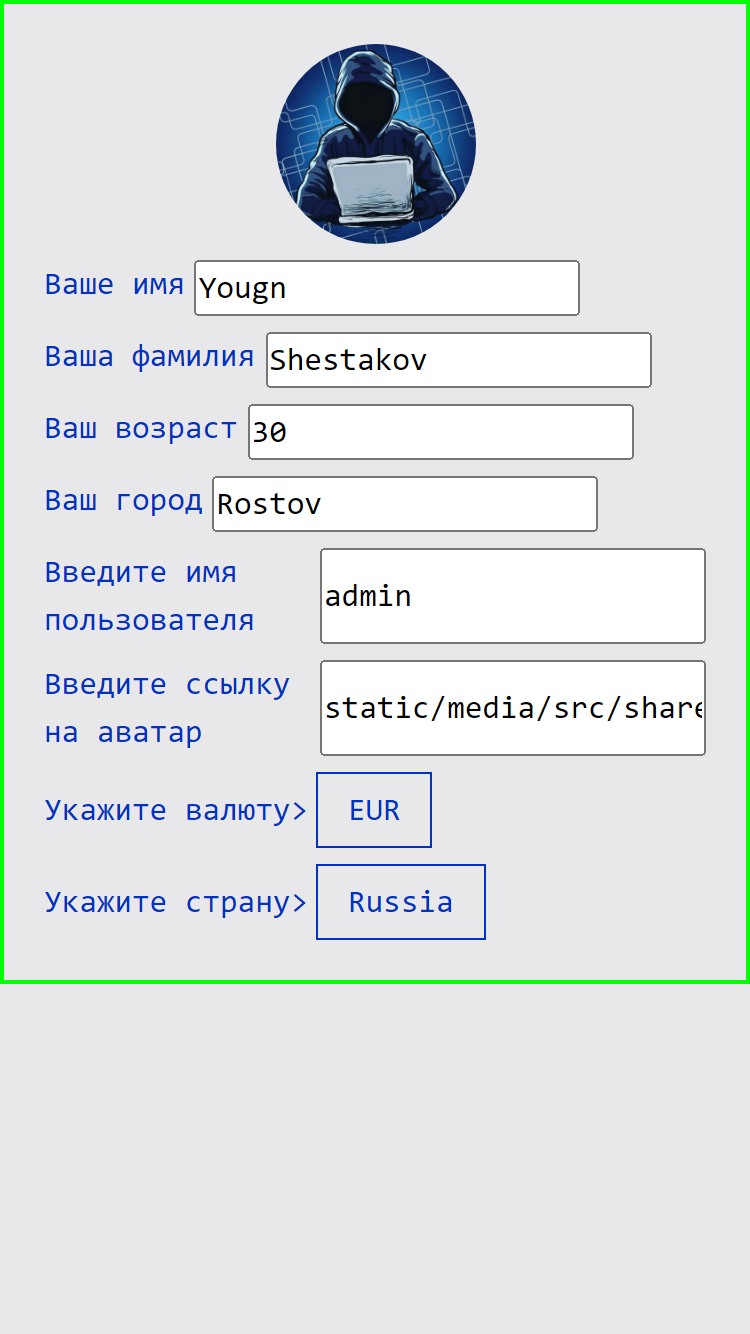 Ваше имя Yougn
Ваша фамилия Shestakov
Ваш возраст 30
Ваш город Rostov
Введите имя
пользователя
admin
Введите ссылку
на аватар
static/media/src/share
Укажите валюту> EUR
Укажите страну> Russia